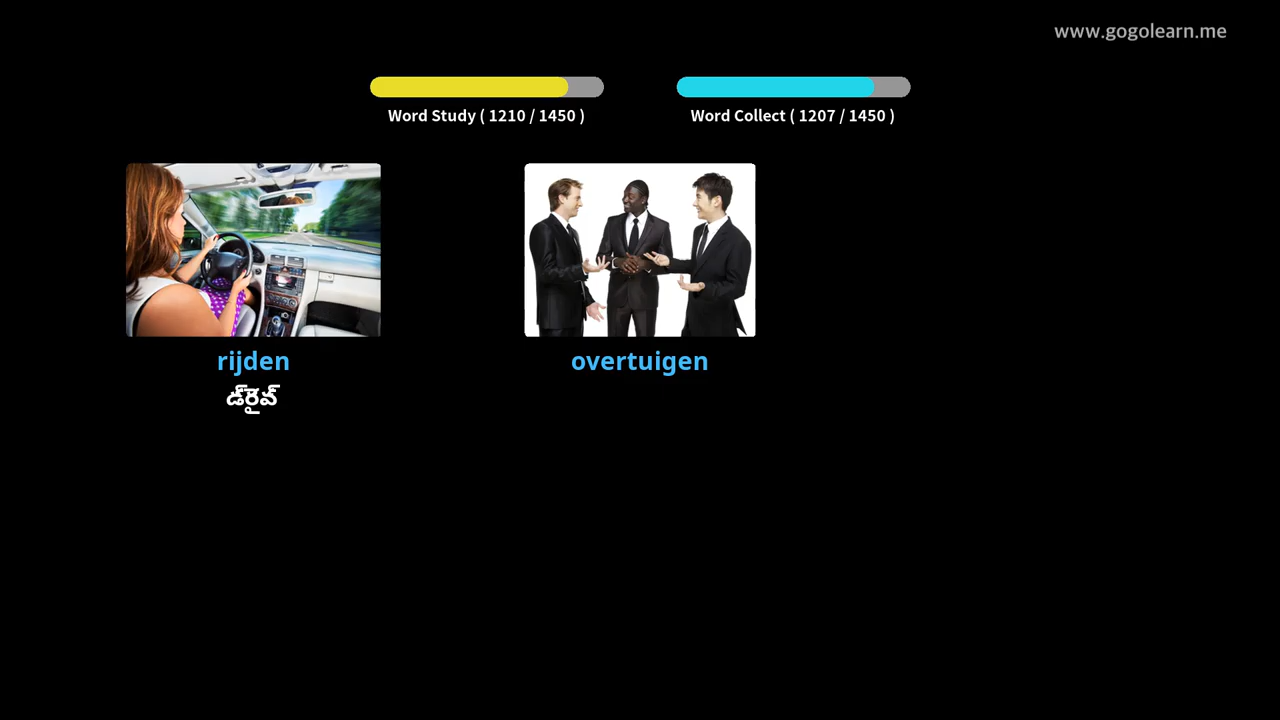 www.gogolearn.me
Word Study ( 1210 / 1450 )
Word Collect ( 1207 / 1450 )
rijden
overtuigen
డ్రైవ్